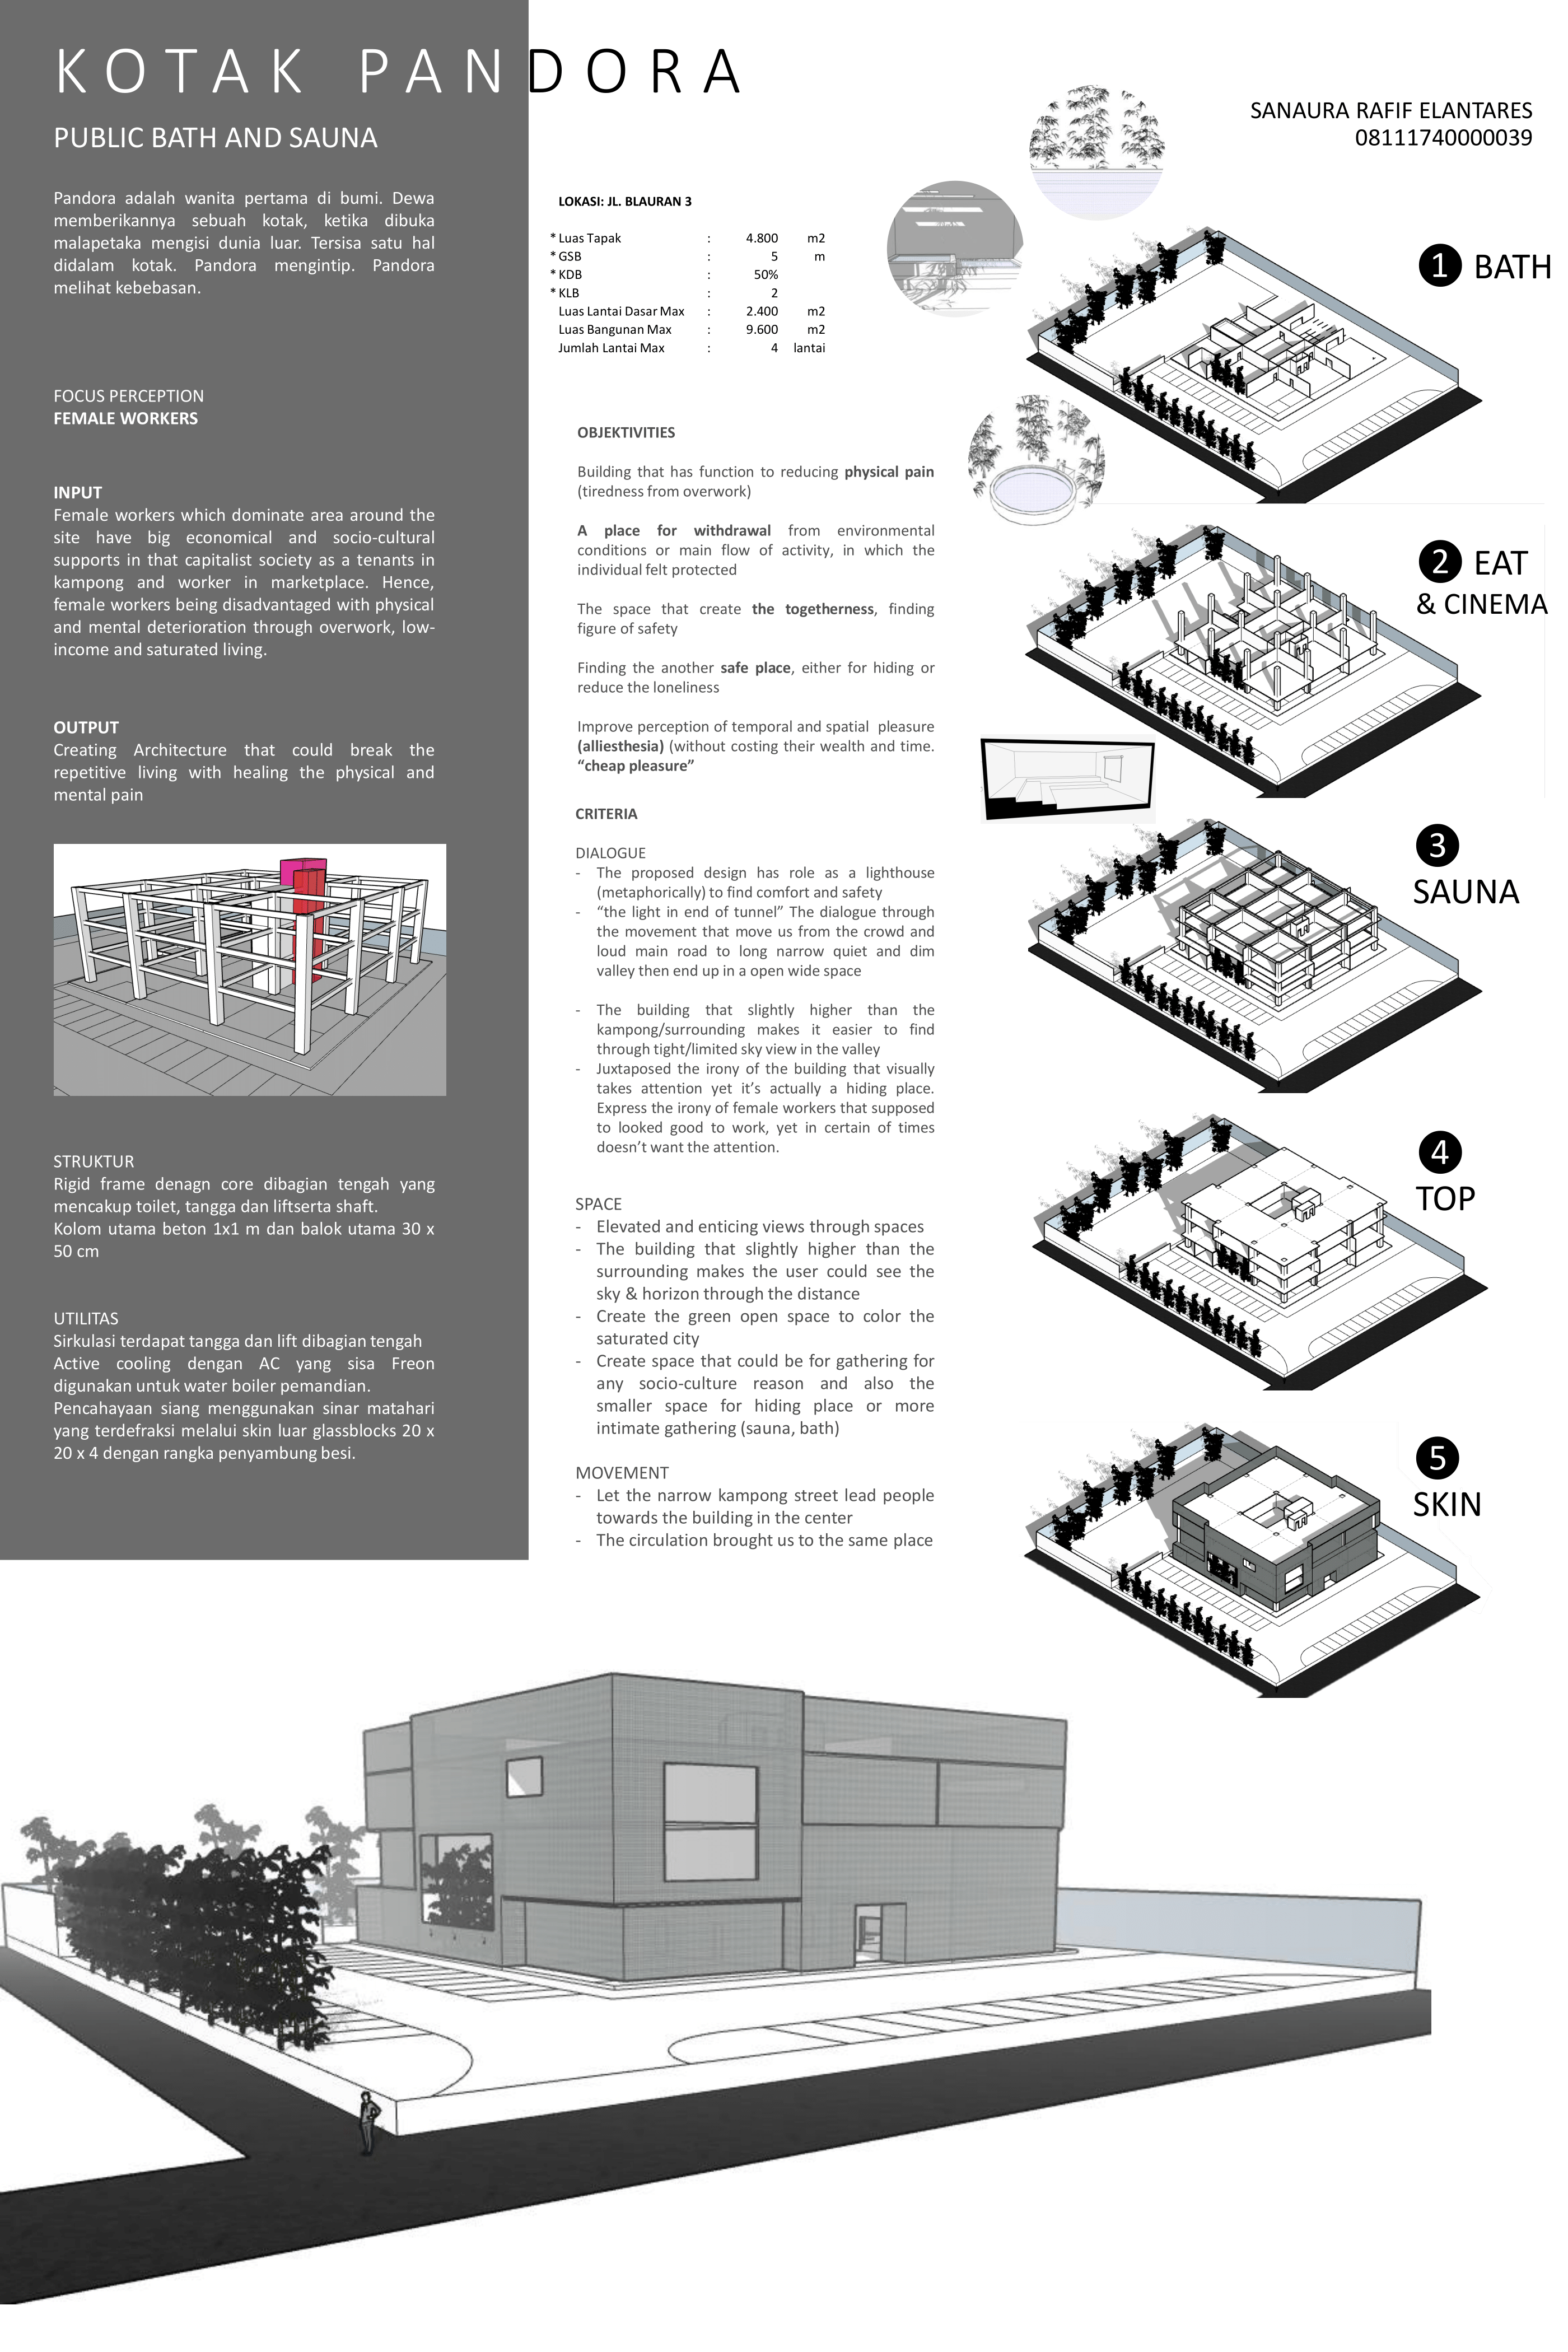 KOTAK PANDORA
PUBLIC BATH AND SAUNA
Pandora adalah wanita pertama di bumi. Dewa
memberikannya sebuah kotak, ketika dibuka
malapetaka mengisi dunia luar. Tersisa satu hal
didalam kotak. Pandora mengintip. Pandora
melihat kebebasan.
FOCUS PERCEPTION
FEMALE WORKERS
INPUT
Female workers which dominate area around the
site have big economical and socio-cultural
supports in that capitalist society as a tenants in
kampong and worker in marketplace. Hence,
female workers being disadvantaged with physical
and mental deterioration through overwork, low-
income and saturated living.
OUTPUT
Creating Architecture that could break the
repetitive living with healing the physical and
mental pain
STRUKTUR
Rigid frame denagn core dibagian tengah yang
mencakup toilet, tangga dan liftserta shaft.
Kolom utama beton 1x1 m dan balok utama 30 x
50 cm
UTILITAS
Sirkulasi terdapat tangga dan lift dibagian tengah
Active cooling dengan AC yang sisa Freon
digunakan untuk water boiler pemandian.
Pencahayaan siang menggunakan sinar matahari
yang terdefraksi melalui skin luar glassblocks 20 x
20 x 4 dengan rangka penyambung besi.
LOKASI: JL. BLAURAN 3
* Luas Tapak : 4.800 m2
* GSB : 5 m
* KDB : 50%
* KLB : 2
Luas Lantai Dasar Max : 2.400 m2
Luas Bangunan Max : 9.600 m2
Jumlah Lantai Max : 4 lantai
OBJEKTIVITIES
Building that has function to reducing physical pain
(tiredness from overwork)
A place for withdrawal from environmental
conditions or main flow of activity, in which the
individual felt protected
The space that create the togetherness, finding
figure of safety
Finding the another safe place, either for hiding or
reduce the loneliness
Improve perception of temporal and spatial pleasure
(alliesthesia) (without costing their wealth and time.
“cheap pleasure”
CRITERIA
DIALOGUE
- The proposed design has role as a lighthouse
(metaphorically) to find comfort and safety
- “the light in end of tunnel” The dialogue through
the movement that move us from the crowd and
loud main road to long narrow quiet and dim
valley then end up in a open wide space
- The building that slightly higher than the
kampong/surrounding makes it easier to find
through tight/limited sky view in the valley
- Juxtaposed the irony of the building that visually
takes attention yet it’s actually a hiding place.
Express the irony of female workers that supposed
to looked good to work, yet in certain of times
doesn’t want the attention.
SPACE
- Elevated and enticing views through spaces
- The building that slightly higher than the
surrounding makes the user could see the
sky & horizon through the distance
- Create the green open space to color the
saturated city
- Create space that could be for gathering for
any socio-culture reason and also the
smaller space for hiding place or more
intimate gathering (sauna, bath)
MOVEMENT
- Let the narrow kampong street lead people
towards the building in the center
- The circulation brought us to the same place
SANAURA RAFIF ELANTARES
08111740000039
1 BATH
2 EAT
& CINEMA
3
SAUNA
4
TOP
5
SKIN